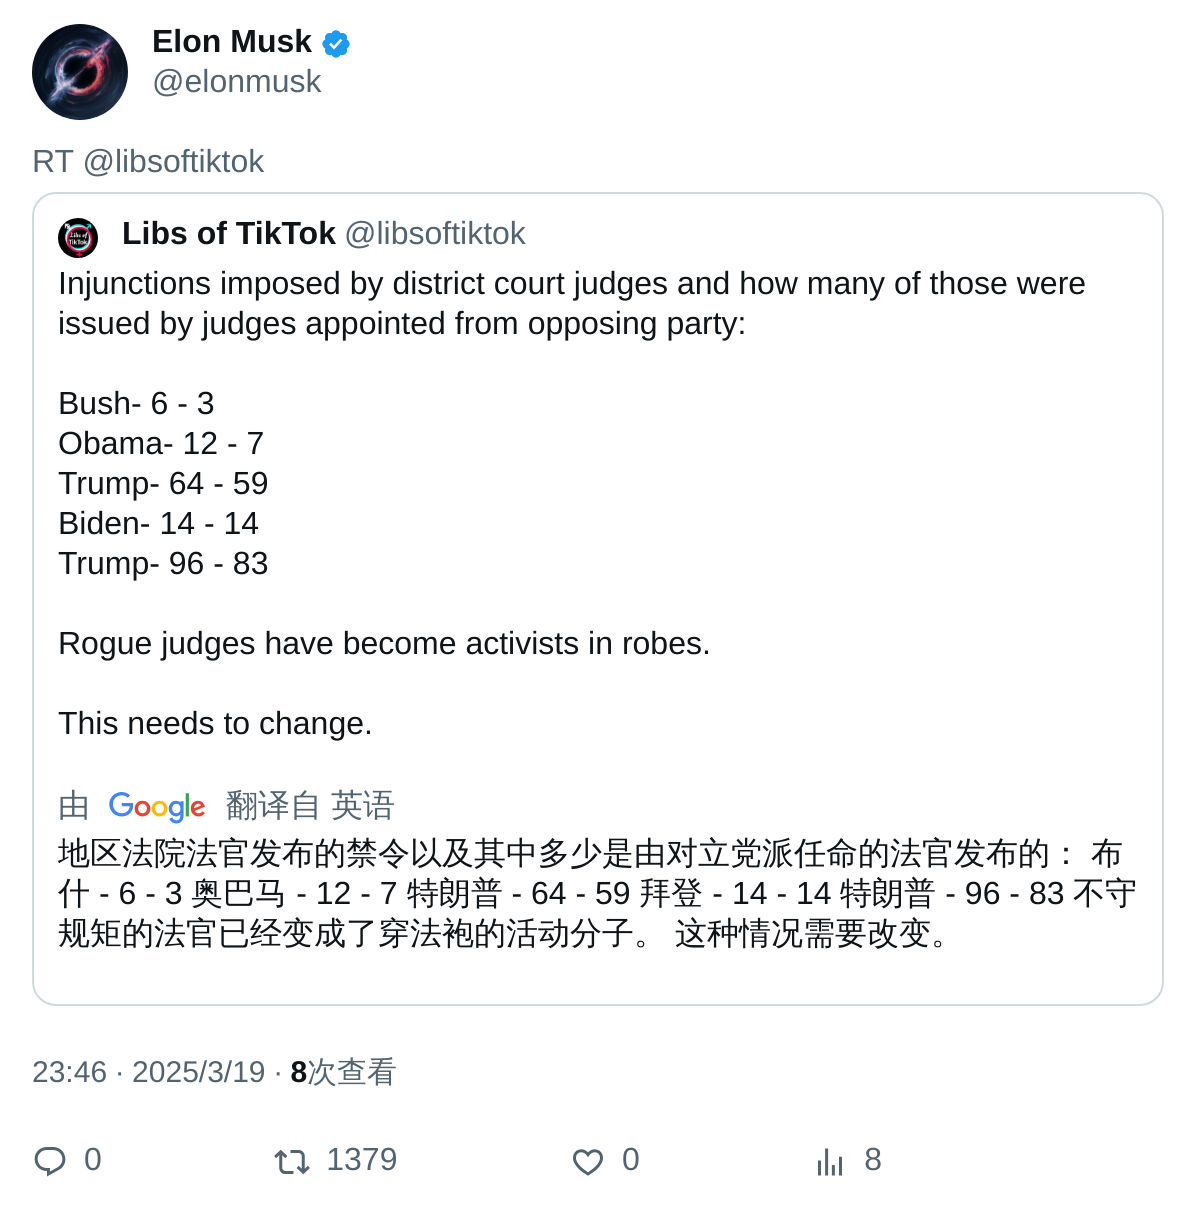 Elon Musk
@elonmusk
RT @libsoftiktok
Libs of TikTok
Libs of TikTok @libsoftiktok
Injunctions imposed by district court judges and how many of those were
issued by judges appointed from opposing party:
Bush- 6 - 3
Obama- 12 - 7
Trump- 64 - 59
Biden- 14 - 14
Trump- 96 - 83
Rogue judges have become activists in robes.
This needs to change.
由 Google 翻译自 英语
地区法院法官发布的禁令以及其中多少是由对立党派任命的法官发布的： 布
什 - 6 - 3 奥巴马 - 12 - 7 特朗普 - 64 - 59 拜登 - 14 - 14 特朗普 - 96 - 83 不守
规矩的法官已经变成了穿法袍的活动分子。 这种情况需要改变。
23:46 · 2025/3/19 · 8次查看
0 1379 0 8